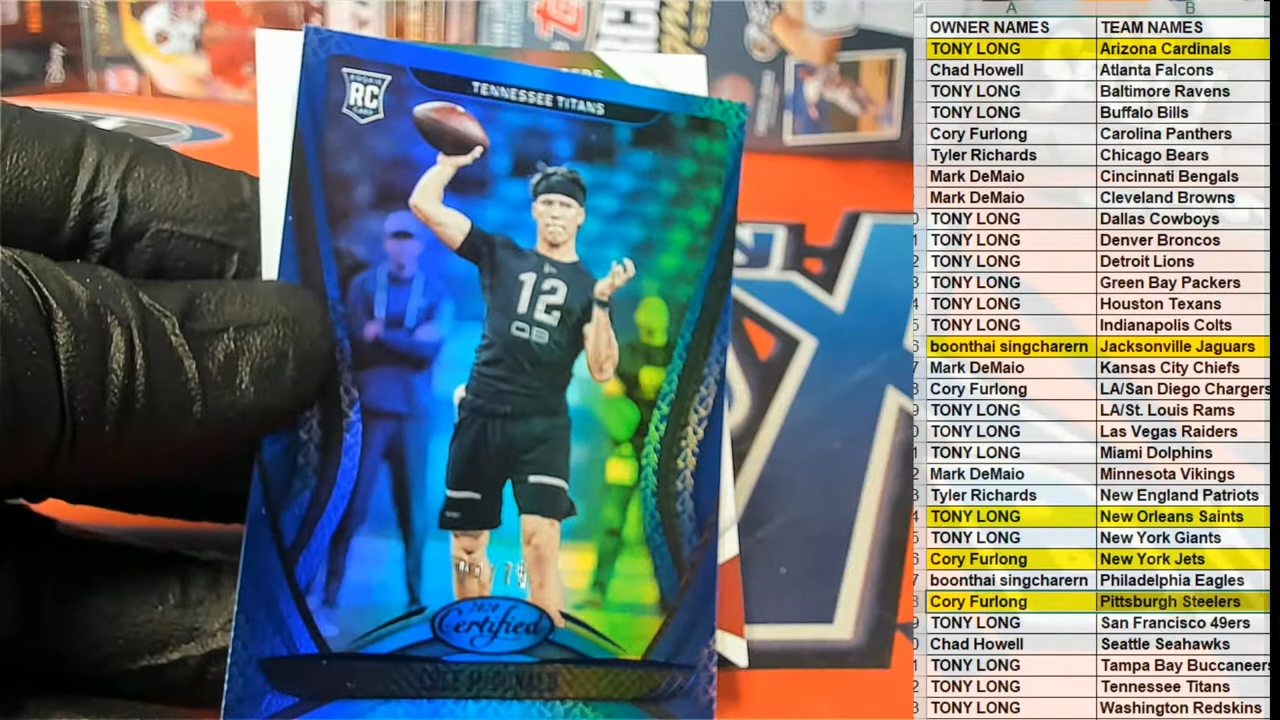 ROOKIE
RC
CARD
TENNESSEE TITANS
12
QB
2020
Certified
A B
OWNER NAMES TEAM NAMES
TONY LONG Arizona Cardinals
Chad Howell Atlanta Falcons
TONY LONG Baltimore Ravens
TONY LONG Buffalo Bills
Cory Furlong Carolina Panthers
Tyler Richards Chicago Bears
Mark DeMaio Cincinnati Bengals
Mark DeMaio Cleveland Browns
TONY LONG Dallas Cowboys
TONY LONG Denver Broncos
TONY LONG Detroit Lions
TONY LONG Green Bay Packers
TONY LONG Houston Texans
TONY LONG Indianapolis Colts
boonthai singcharern Jacksonville Jaguars
Mark DeMaio Kansas City Chiefs
Cory Furlong LA/San Diego Chargers
TONY LONG LA/St. Louis Rams
TONY LONG Las Vegas Raiders
TONY LONG Miami Dolphins
Mark DeMaio Minnesota Vikings
Tyler Richards New England Patriots
TONY LONG New Orleans Saints
TONY LONG New York Giants
Cory Furlong New York Jets
boonthai singcharern Philadelphia Eagles
Cory Furlong Pittsburgh Steelers
TONY LONG San Francisco 49ers
Chad Howell Seattle Seahawks
TONY LONG Tampa Bay Buccaneers
TONY LONG Tennessee Titans
TONY LONG Washington Redskins